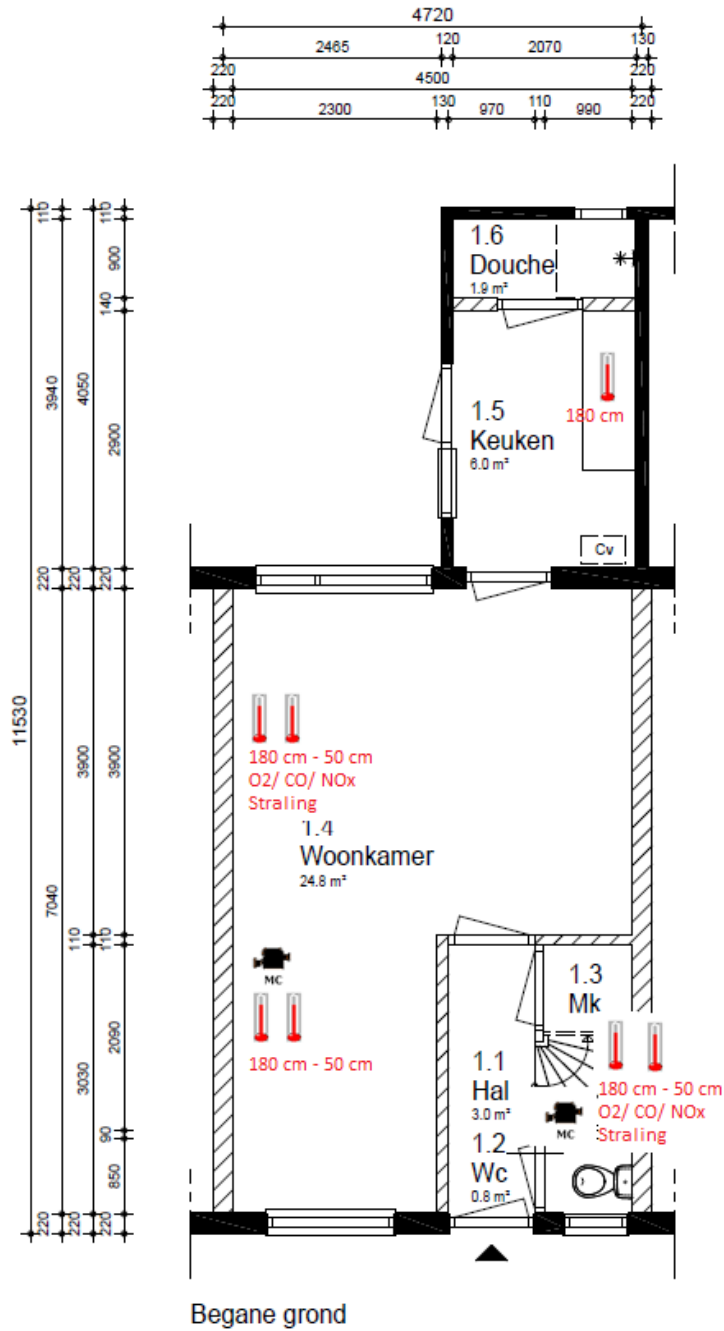 4720
2465 120 2070 130
220 4500 220
220 2300 130 970 110 990 220
11530
110 3940 220 7040 3030 220
4050 220 3900 110 220
110 900 140 2900 220 3900 110 2090 90 850 220
1.6
Douche
1.9 m²
1.5
Keuken
6.0 m²
180 cm
Cv
180 cm - 50 cm
O2/ CO/ NOx
Straling
1.4
Woonkamer
24.8 m²
MC
180 cm - 50 cm
1.3
Mk
1.1
Hal
3.0 m²
180 cm - 50 cm
O2/ CO/ NOx
Straling
MC
1.2
Wc
0.8 m²
Begane grond